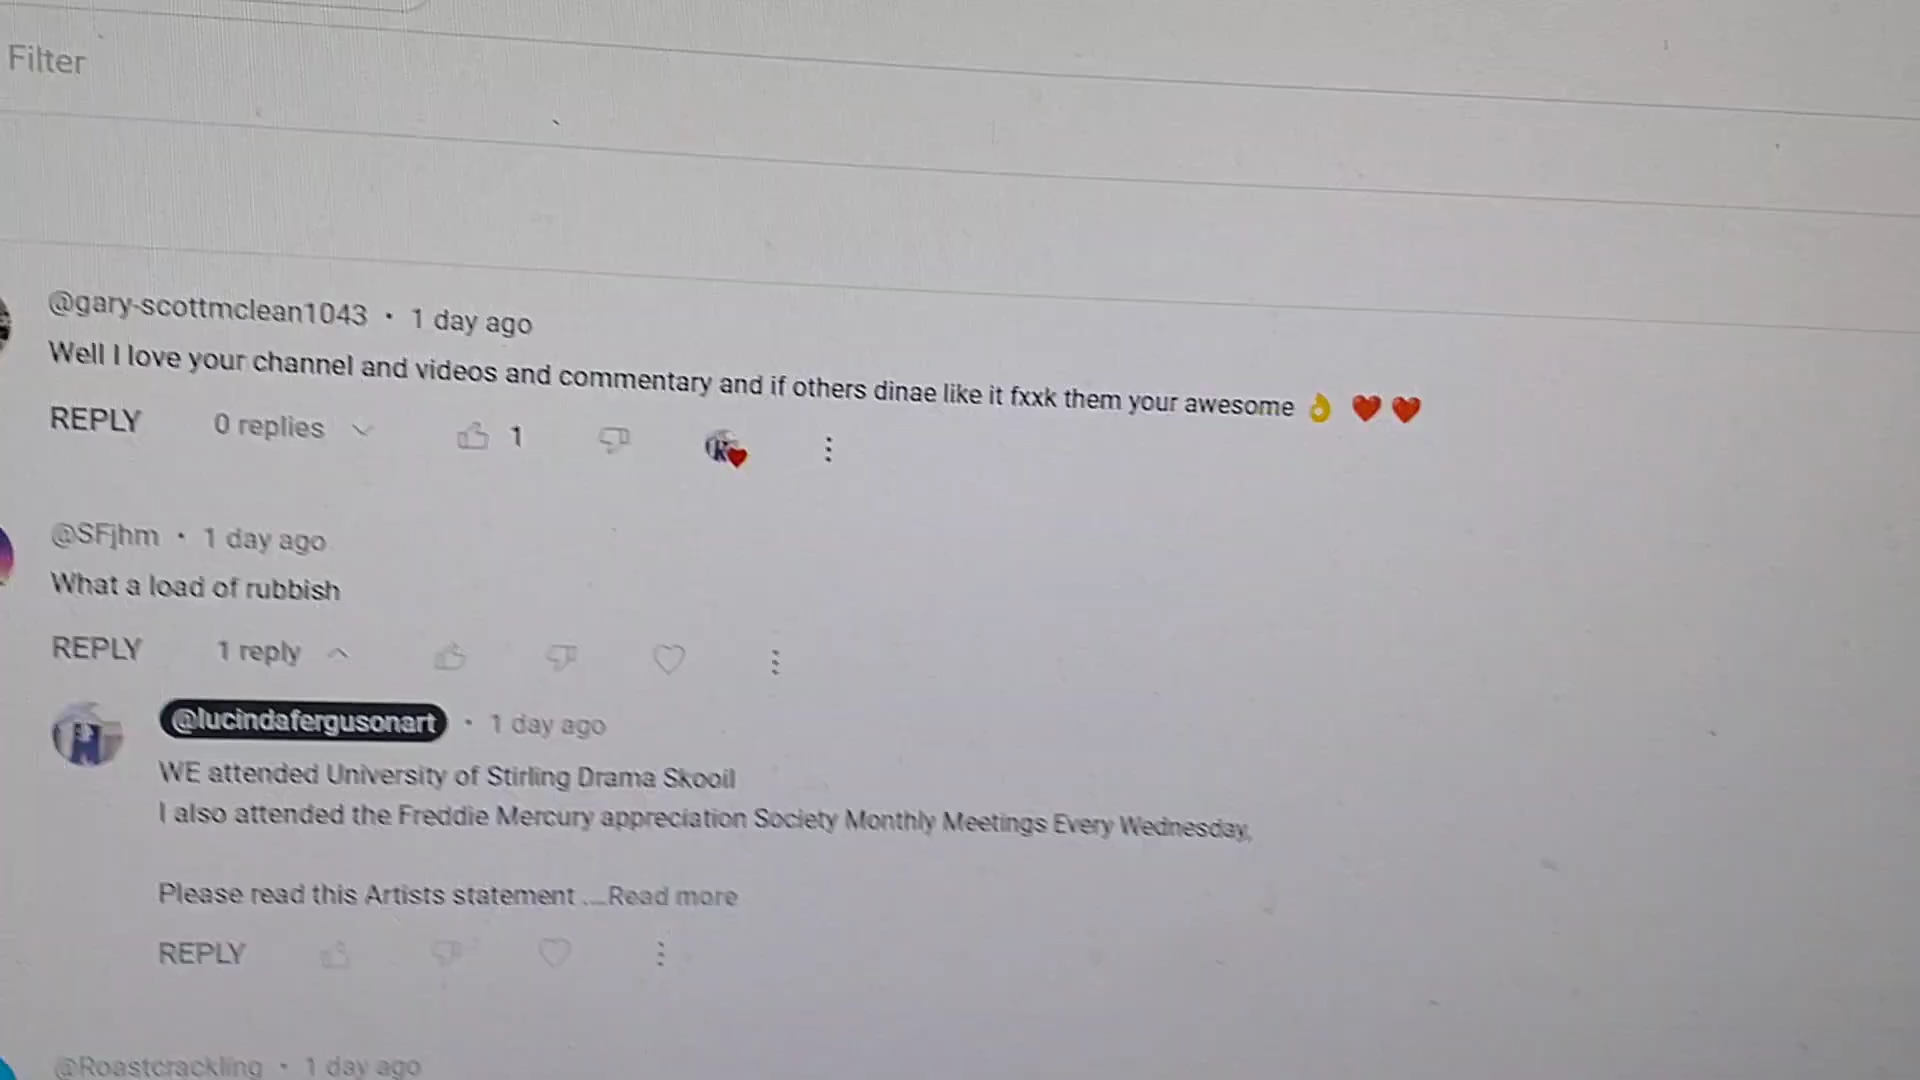 Filter
@gary-scottmclean1043 · 1 day ago
Well I love your channel and videos and commentary and if others dinae like it fxxk them your awesome 👌 ❤️ ❤️
REPLY 0 replies 1
@SFjhm · 1 day ago
What a load of rubbish
REPLY 1 reply
@lucindafergusonart · 1 day ago
WE attended University of Stirling Drama Skooil
I also attended the Freddie Mercury appreciation Society Monthly Meetings Every Wednesday,
Please read this Artists statement ....Read more
REPLY
@Roastcrackling · 1 day ago